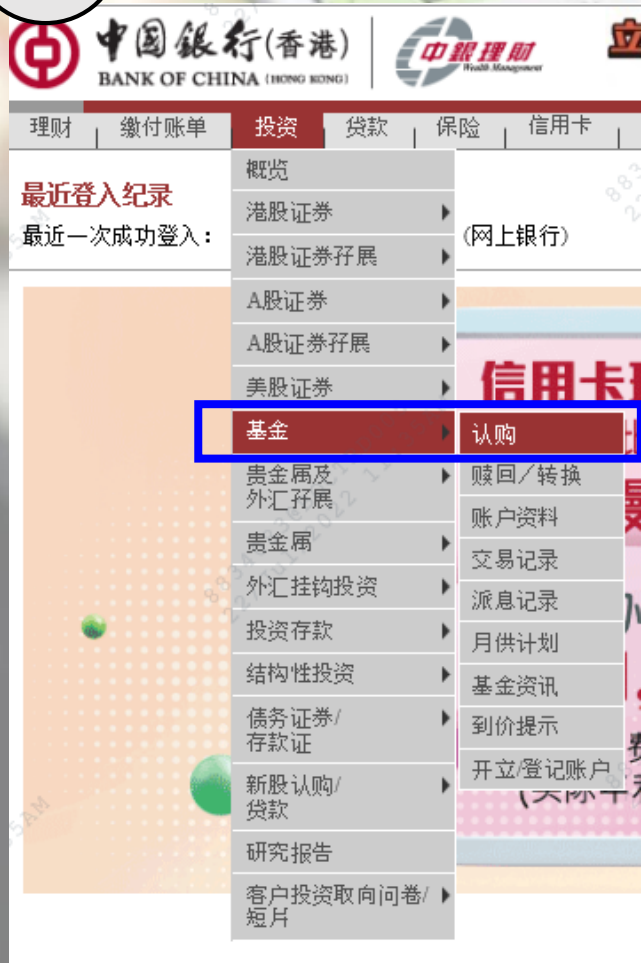 中国银行(香港)
BANK OF CHINA (HONG KONG)
中銀理財
Wealth Management
立
理财
缴付账单
投资
贷款
保险
信用卡
最近登入纪录
最近一次成功登入：
(网上银行)
概览
港股证券
港股证券孖展
A股证券
A股证券孖展
美股证券
基金
贵金属及
外汇孖展
贵金属
外汇挂钩投资
投资存款
结构性投资
债务证券/
存款证
新股认购/
贷款
研究报告
客户投资取向问卷/
短片
认购
赎回/转换
账户资料
交易记录
派息记录
月供计划
基金资讯
到价提示
开立/登记账户
信用卡